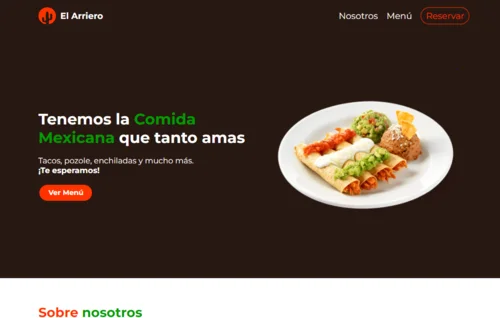 El Arriero
Nosotros Menú Reservar
Tenemos la Comida
Mexicana que tanto amas
Tacos, pozole, enchiladas y mucho más.
¡Te esperamos!
Ver Menú
Sobre nosotros